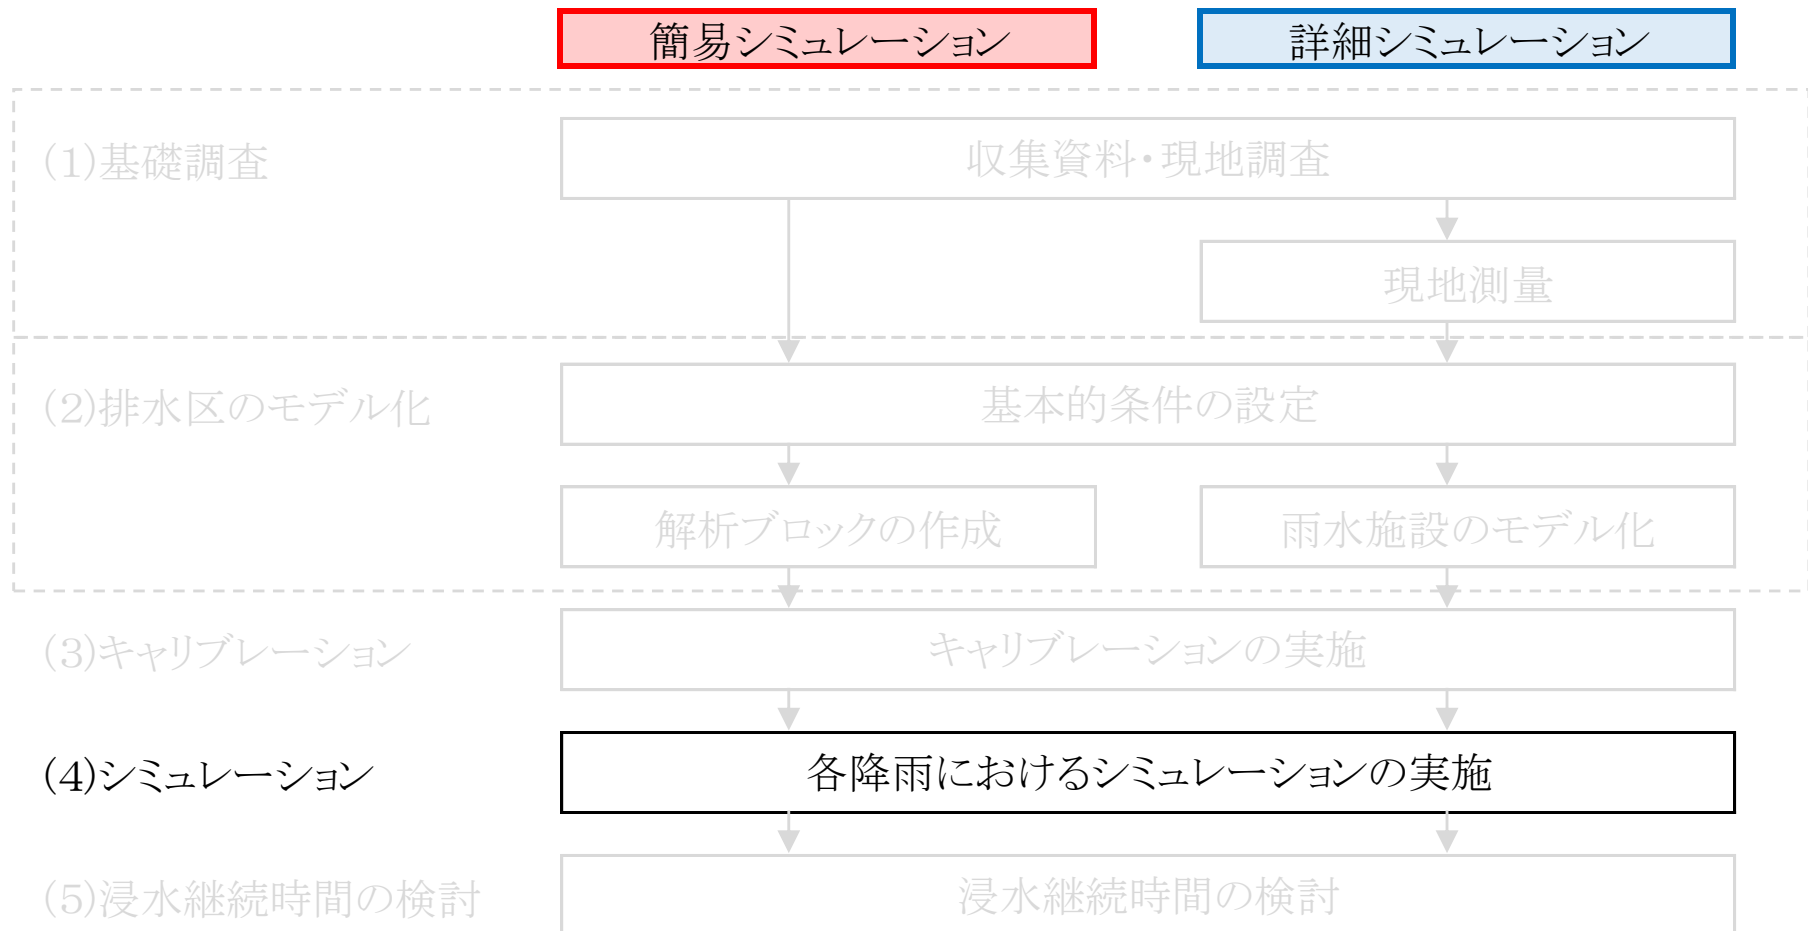 簡易シミュレーション
詳細シミュレーション
(1)基礎調査
収集資料・現地調査
現地測量
(2)排水区のモデル化
基本的条件の設定
解析ブロックの作成
雨水施設のモデル化
(3)キャリブレーション
キャリブレーションの実施
(4)シミュレーション
各降雨におけるシミュレーションの実施
(5)浸水継続時間の検討
浸水継続時間の検討